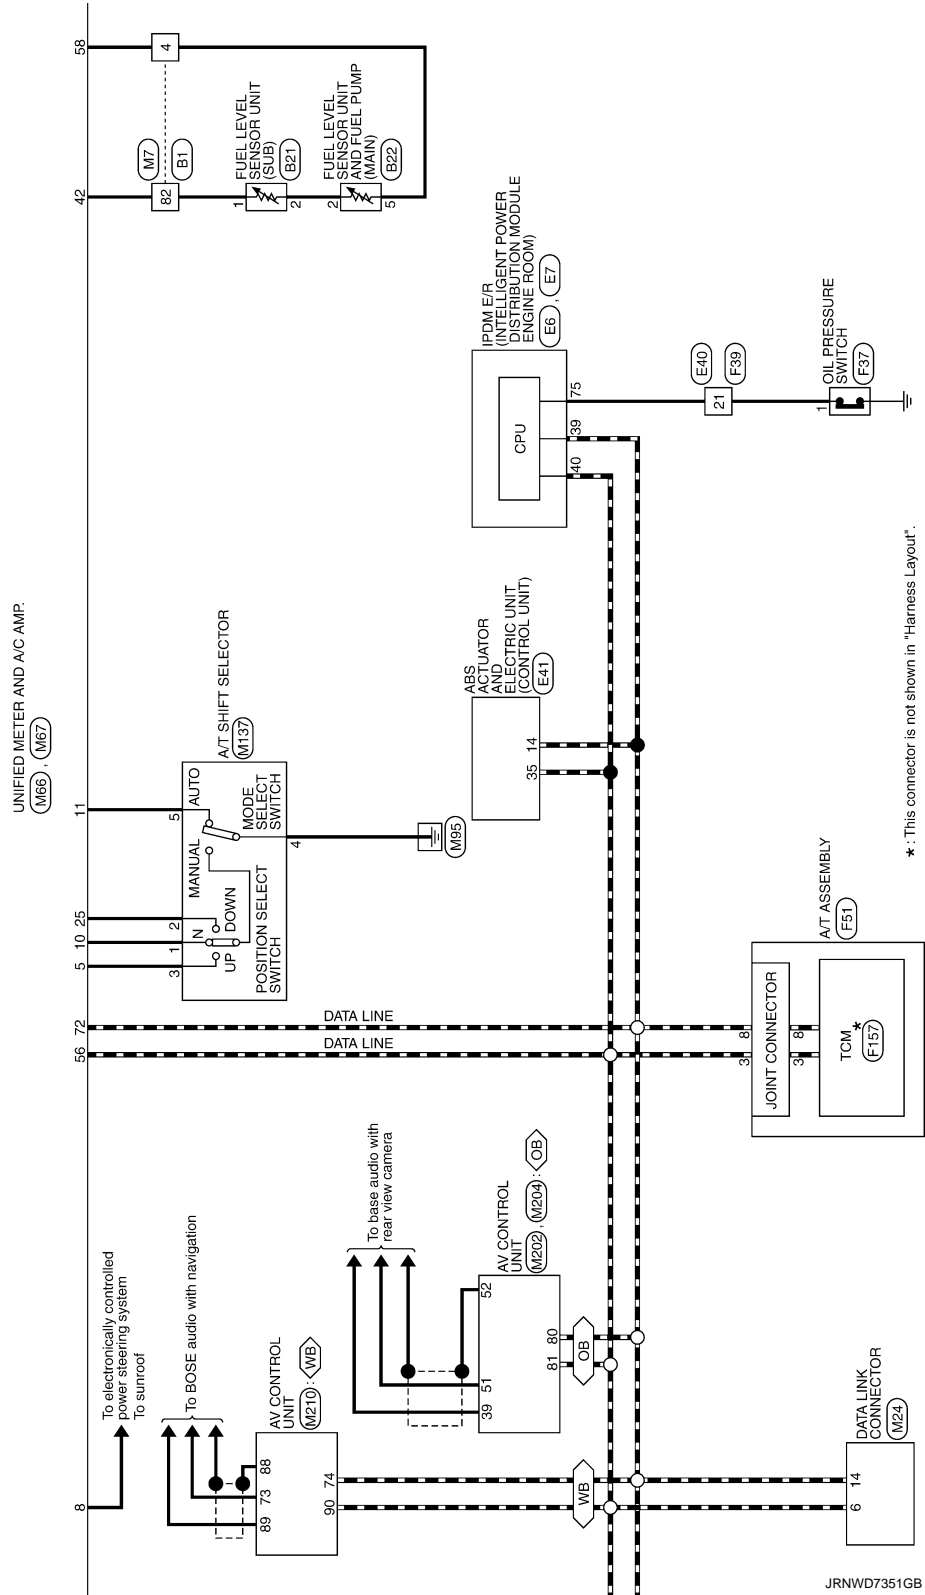 UNIFIED METER AND A/C AMP.
M66 , M67
8
56
72
5
10
25
11
42
58
To electronically controlled
power steering system
To sunroof
To BOSE audio with navigation
AV CONTROL
UNIT
M210 : WB
89
73
88
90
74
WB
To base audio with
rear view camera
AV CONTROL
UNIT
M202 , M204 : OB
39
51
52
81
80
OB
DATA LINK
CONNECTOR
M24
6
14
DATA LINE
DATA LINE
3
8
JOINT CONNECTOR
3
8
TCM
*
F157
A/T ASSEMBLY
F51
A/T SHIFT SELECTOR
M137
3
1
2
5
UP
N
DOWN
MANUAL
AUTO
POSITION SELECT
SWITCH
MODE
SELECT
SWITCH
4
M95
ABS
ACTUATOR
AND
ELECTRIC UNIT
(CONTROL UNIT)
E41
35
14
IPDM E/R
(INTELLIGENT POWER
DISTRIBUTION MODULE
ENGINE ROOM)
E6 , E7
CPU
40
39
75
E40
21
F39
OIL PRESSURE
SWITCH
F37
1
M7
82
B1
4
FUEL LEVEL
SENSOR UNIT
(SUB)
B21
1
2
FUEL LEVEL
SENSOR UNIT
AND FUEL PUMP
(MAIN)
B22
2
5
* : This connector is not shown in "Harness Layout".
JRNWD7351GB